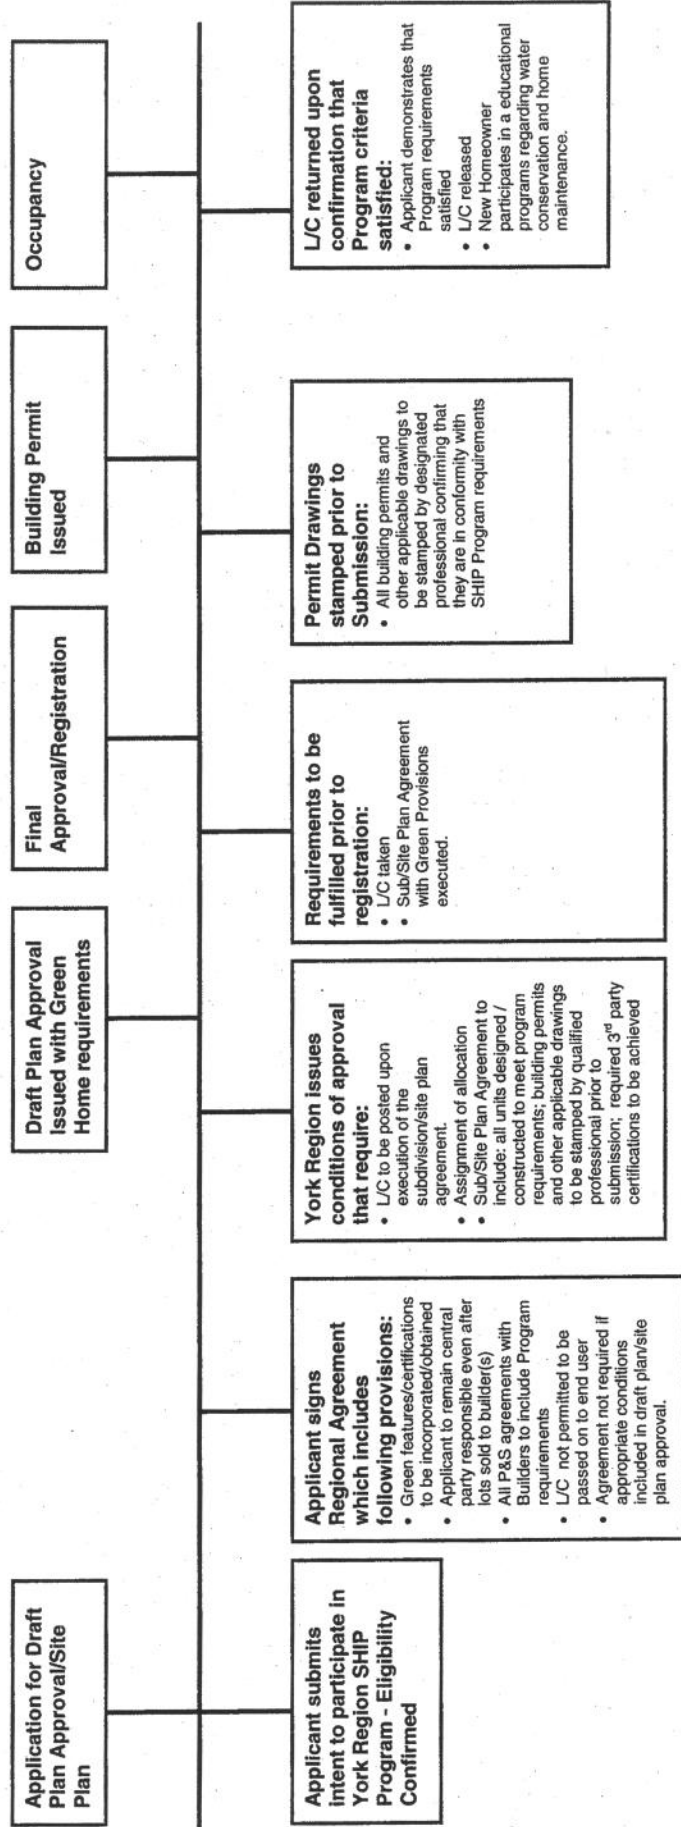 Application for Draft
Plan Approval/Site
Plan
Draft Plan Approval
Issued with Green
Home requirements
Final
Approval/Registration
Building Permit
Issued
Occupancy
Applicant submits
intent to participate in
York Region SHIP
Program - Eligibility
Confirmed
Applicant signs
Regional Agreement
which includes
following provisions:
• Green features/certifications
to be incorporated/obtained
• Applicant to remain central
party responsible even after
lots sold to builder(s)
• All P&S agreements with
Builders to include Program
requirements
• L/C not permitted to be
passed on to end user
• Agreement not required if
appropriate conditions
included in draft plan/site
plan approval.
York Region issues
conditions of approval
that require:
• L/C to be posted upon
execution of the
subdivision/site plan
agreement.
• Assignment of allocation
• Sub/Site Plan Agreement to
include: all units designed /
constructed to meet program
requirements; building permits
and other applicable drawings
to be stamped by qualified
professional prior to
submission; required 3rd party
certifications to be achieved
Requirements to be
fulfilled prior to
registration:
• L/C taken
• Sub/Site Plan Agreement
with Green Provisions
executed.
Permit Drawings
stamped prior to
Submission:
• All building permits and
other applicable drawings to
be stamped by designated
professional confirming that
they are in conformity with
SHIP Program requirements
L/C returned upon
confirmation that
Program criteria
satisfied:
• Applicant demonstrates that
Program requirements
satisfied
• L/C released
• New Homeowner
participates in a educational
programs regarding water
conservation and home
maintenance.